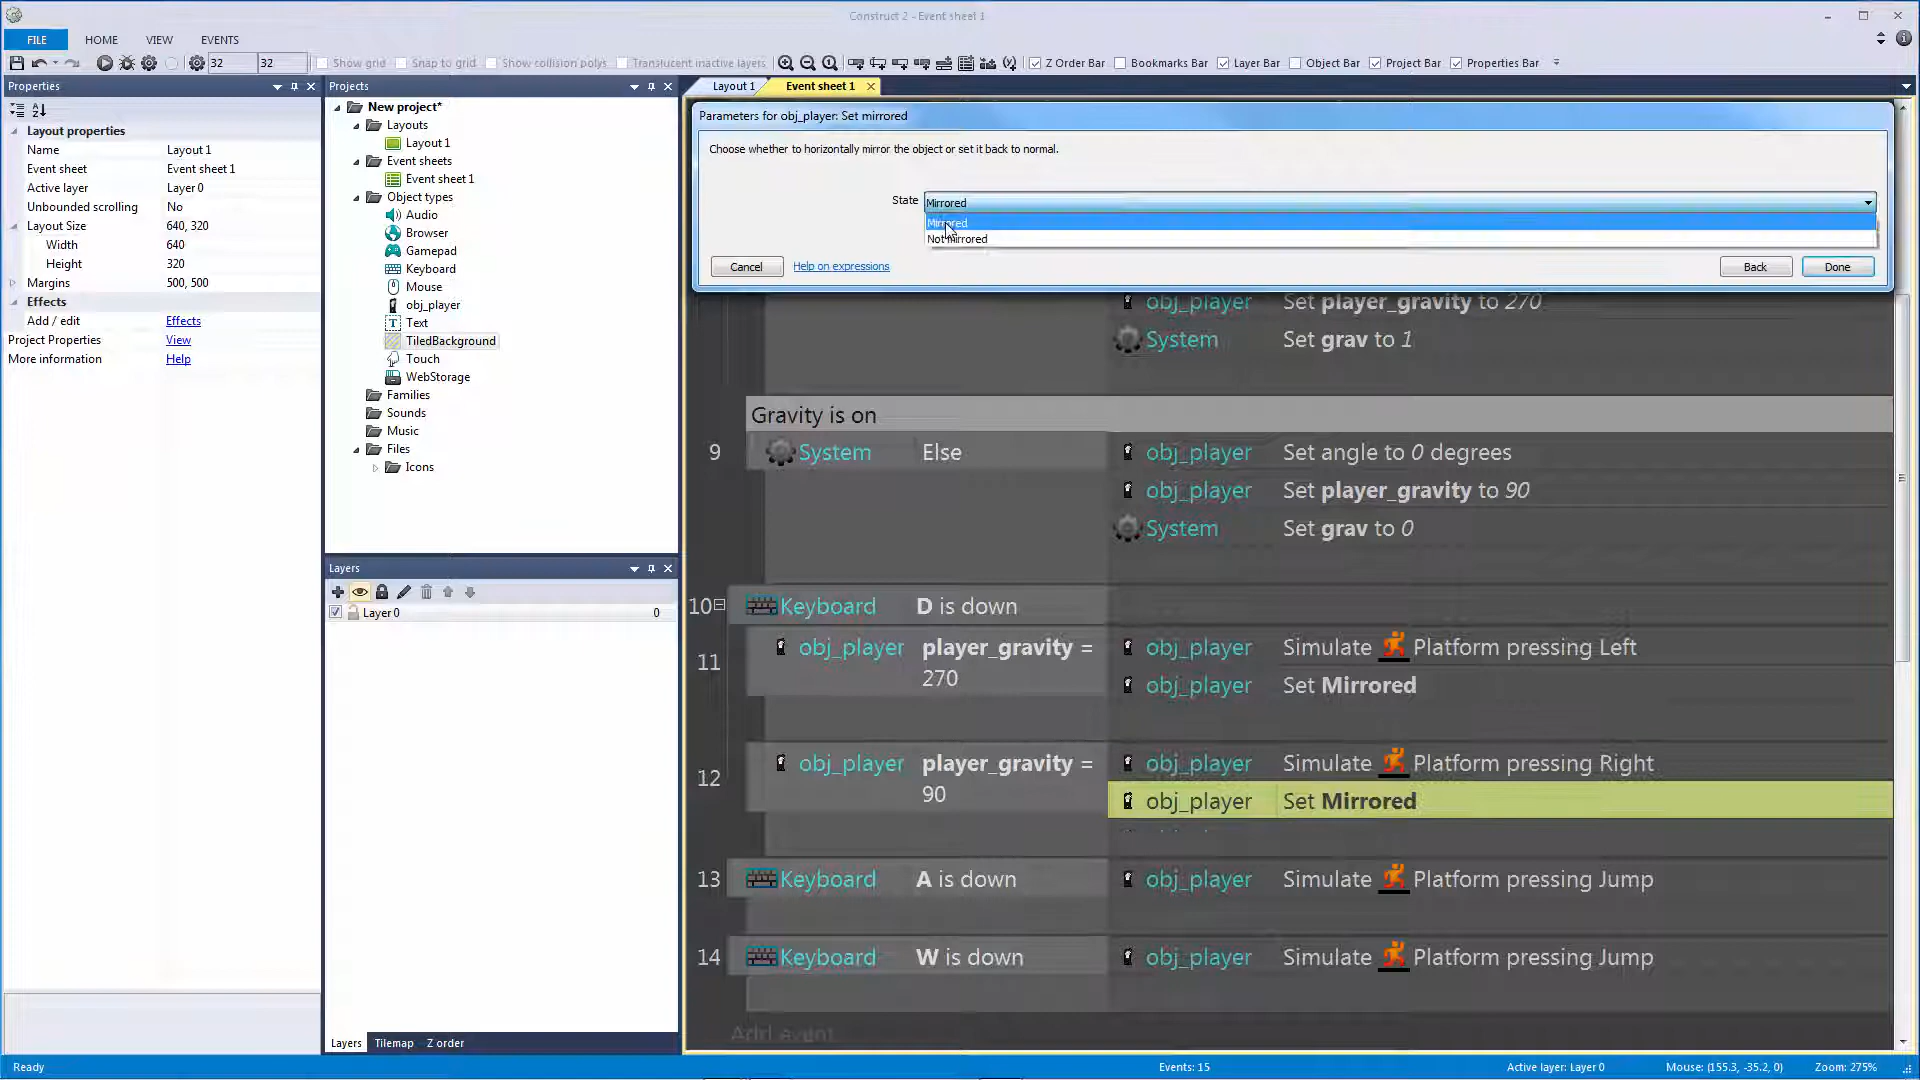 Construct 2 - Event sheet 1
FILE HOME VIEW EVENTS
32 32 Show grid Snap to grid Show collision polys Translucent inactive layers Z Order Bar Bookmarks Bar Layer Bar Object Bar Project Bar Properties Bar
Properties
Layout properties
Name Layout 1
Event sheet Event sheet 1
Active layer Layer 0
Unbounded scrolling No
Layout Size 640, 320
Width 640
Height 320
Margins 500, 500
Effects
Add / edit Effects
Project Properties View
More information Help
Projects
New project*
Layouts
Layout 1
Event sheets
Event sheet 1
Object types
Audio
Browser
Gamepad
Keyboard
Mouse
obj_player
Text
TiledBackground
Touch
WebStorage
Families
Sounds
Music
Files
Icons
Layers
Layer 0 0
Layers Tilemap Z order
Layout 1 Event sheet 1
Parameters for obj_player: Set mirrored
Choose whether to horizontally mirror the object or set it back to normal.
State Mirrored
Mirrored
Not mirrored
Cancel Help on expressions Back Done
obj_player Set player_gravity to 270
System Set grav to 1
Gravity is on
9 System Else obj_player Set angle to 0 degrees
obj_player Set player_gravity to 90
System Set grav to 0
10 Keyboard D is down
11 obj_player player_gravity = 270 obj_player Simulate Platform pressing Left
obj_player Set Mirrored
12 obj_player player_gravity = 90 obj_player Simulate Platform pressing Right
obj_player Set Mirrored
13 Keyboard A is down obj_player Simulate Platform pressing Jump
14 Keyboard W is down obj_player Simulate Platform pressing Jump
Add event
Ready Events: 15 Active layer: Layer 0 Mouse: (155.3, -35.2, 0) Zoom: 275%